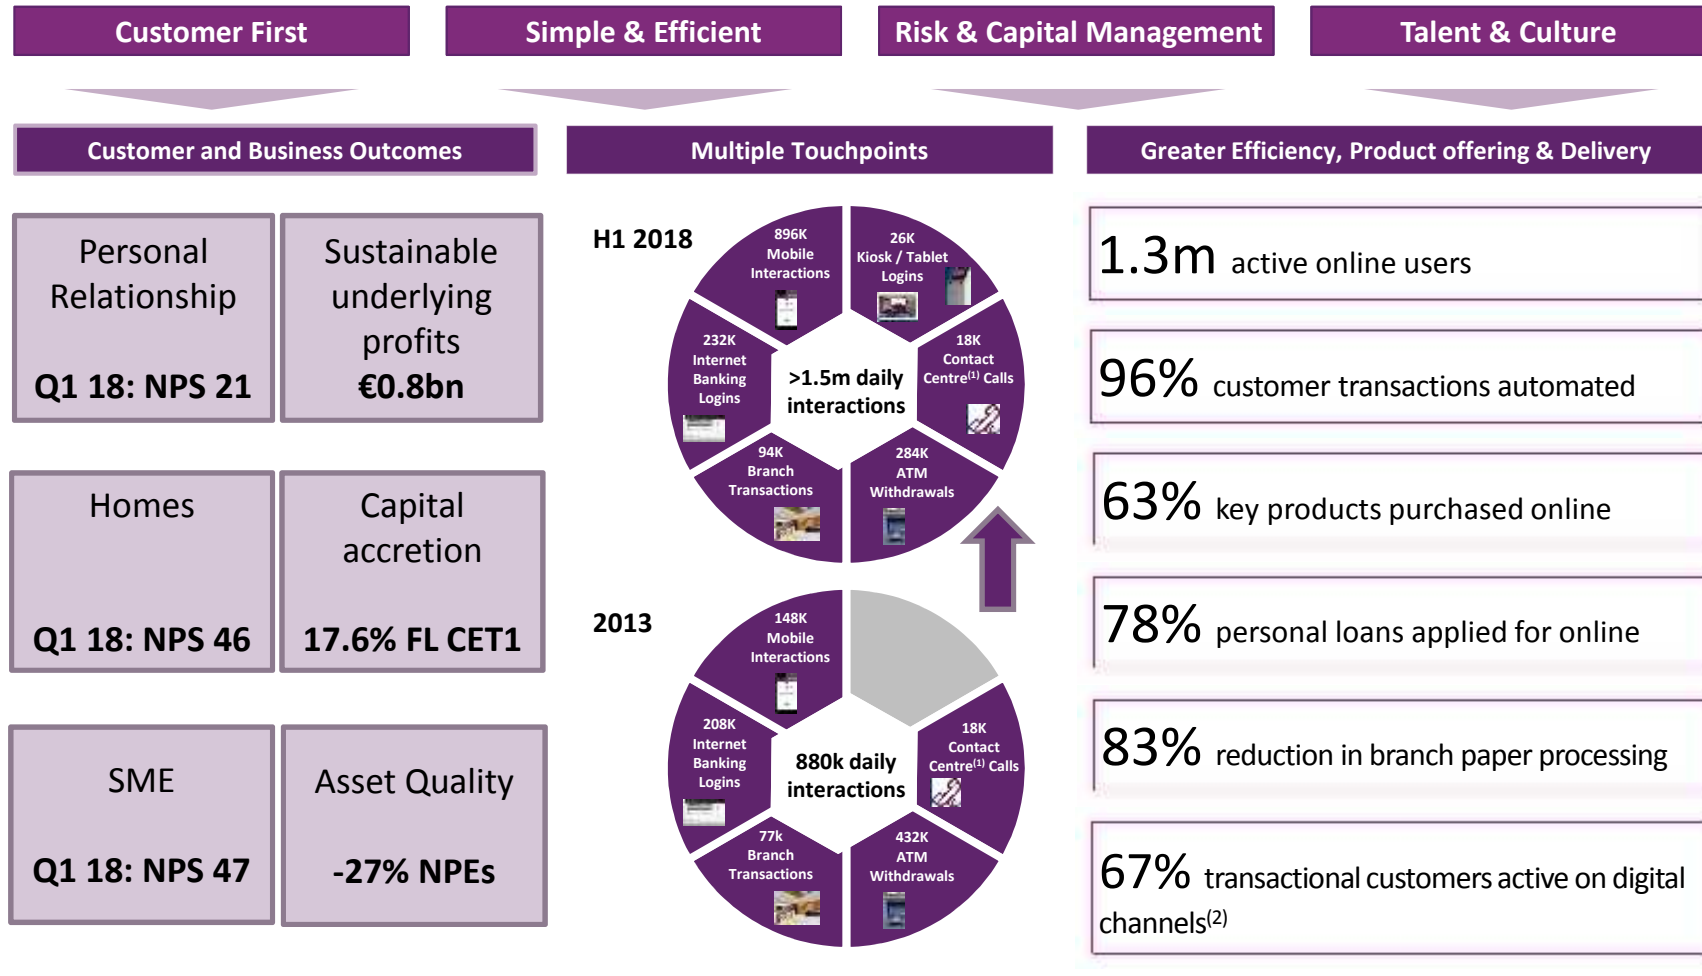 Customer First
Simple & Efficient
Risk & Capital Management
Talent & Culture
Customer and Business Outcomes
Multiple Touchpoints
Greater Efficiency, Product offering & Delivery
Personal
Relationship
Q1 18: NPS 21
Sustainable
underlying
profits
€0.8bn
Homes
Q1 18: NPS 46
Capital
accretion
17.6% FL CET1
SME
Q1 18: NPS 47
Asset Quality
-27% NPEs
H1 2018
896K
Mobile
Interactions
26K
Kiosk / Tablet
Logins
232K
Internet
Banking
Logins
>1.5m daily
interactions
18K
Contact
Centre(1) Calls
94K
Branch
Transactions
284K
ATM
Withdrawals
2013
148K
Mobile
Interactions
208K
Internet
Banking
Logins
880k daily
interactions
18K
Contact
Centre(1) Calls
77k
Branch
Transactions
432K
ATM
Withdrawals
1.3m active online users
96% customer transactions automated
63% key products purchased online
78% personal loans applied for online
83% reduction in branch paper processing
67% transactional customers active on digital
channels(2)